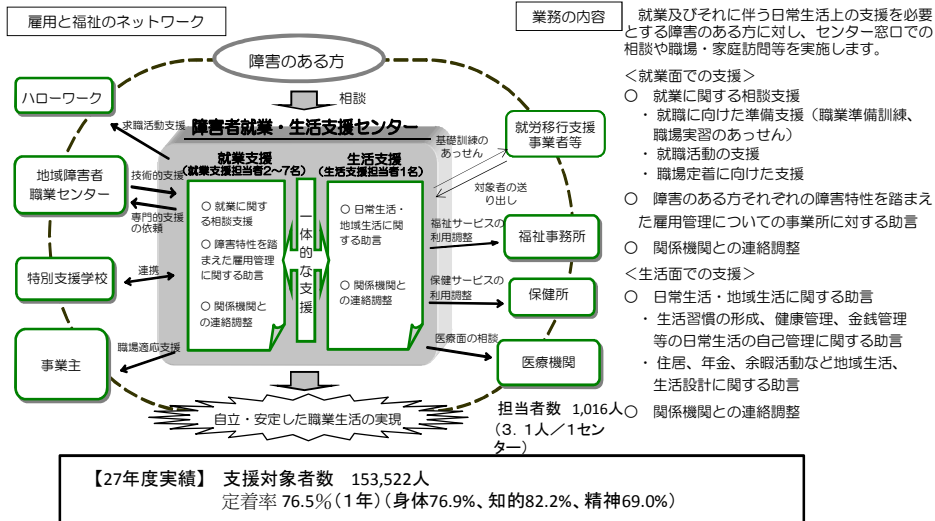 雇用と福祉のネットワーク
障害のある方
相談
ハローワーク
求職活動支援
地域障害者
職業センター
技術的支援
専門的支援
の依頼
特別支援学校
連携
事業主
職場適応支援
障害者就業・生活支援センター
就業支援
(就業支援担当者2~7名)
○ 就業に関す
る相談支援
○ 障害特性を踏
まえた雇用管理
に関する助言
○ 関係機関と
の連絡調整
一体的な支援
生活支援
(生活支援担当者1名)
○ 日常生活・
地域生活に関
する助言
○ 関係機関と
の連絡調整
基礎訓練の
あっせん
対象者の送
り出し
就労移行支援
事業者等
福祉サービスの
利用調整
福祉事務所
保健サービスの
利用調整
保健所
医療面の相談
医療機関
自立・安定した職業生活の実現
担当者数 1,016人
(3.1人/1セン
ター)
業務の内容
就業及びそれに伴う日常生活上の支援を必要
とする障害のある方に対し、センター窓口での
相談や職場・家庭訪問等を実施します。
<就業面での支援>
○ 就業に関する相談支援
・就職に向けた準備支援(職業準備訓練、
職場実習のあっせん)
・就職活動の支援
・職場定着に向けた支援
○ 障害のある方それぞれの障害特性を踏まえ
た雇用管理についての事業所に対する助言
○ 関係機関との連絡調整
<生活面での支援>
○ 日常生活・地域生活に関する助言
・生活習慣の形成、健康管理、金銭管理
等の日常生活の自己管理に関する助言
・住居、年金、余暇活動など地域生活、
生活設計に関する助言
○ 関係機関との連絡調整
【27年度実績】 支援対象者数 153,522人
定着率 76.5%(1年)(身体76.9%、知的82.2%、精神69.0%)